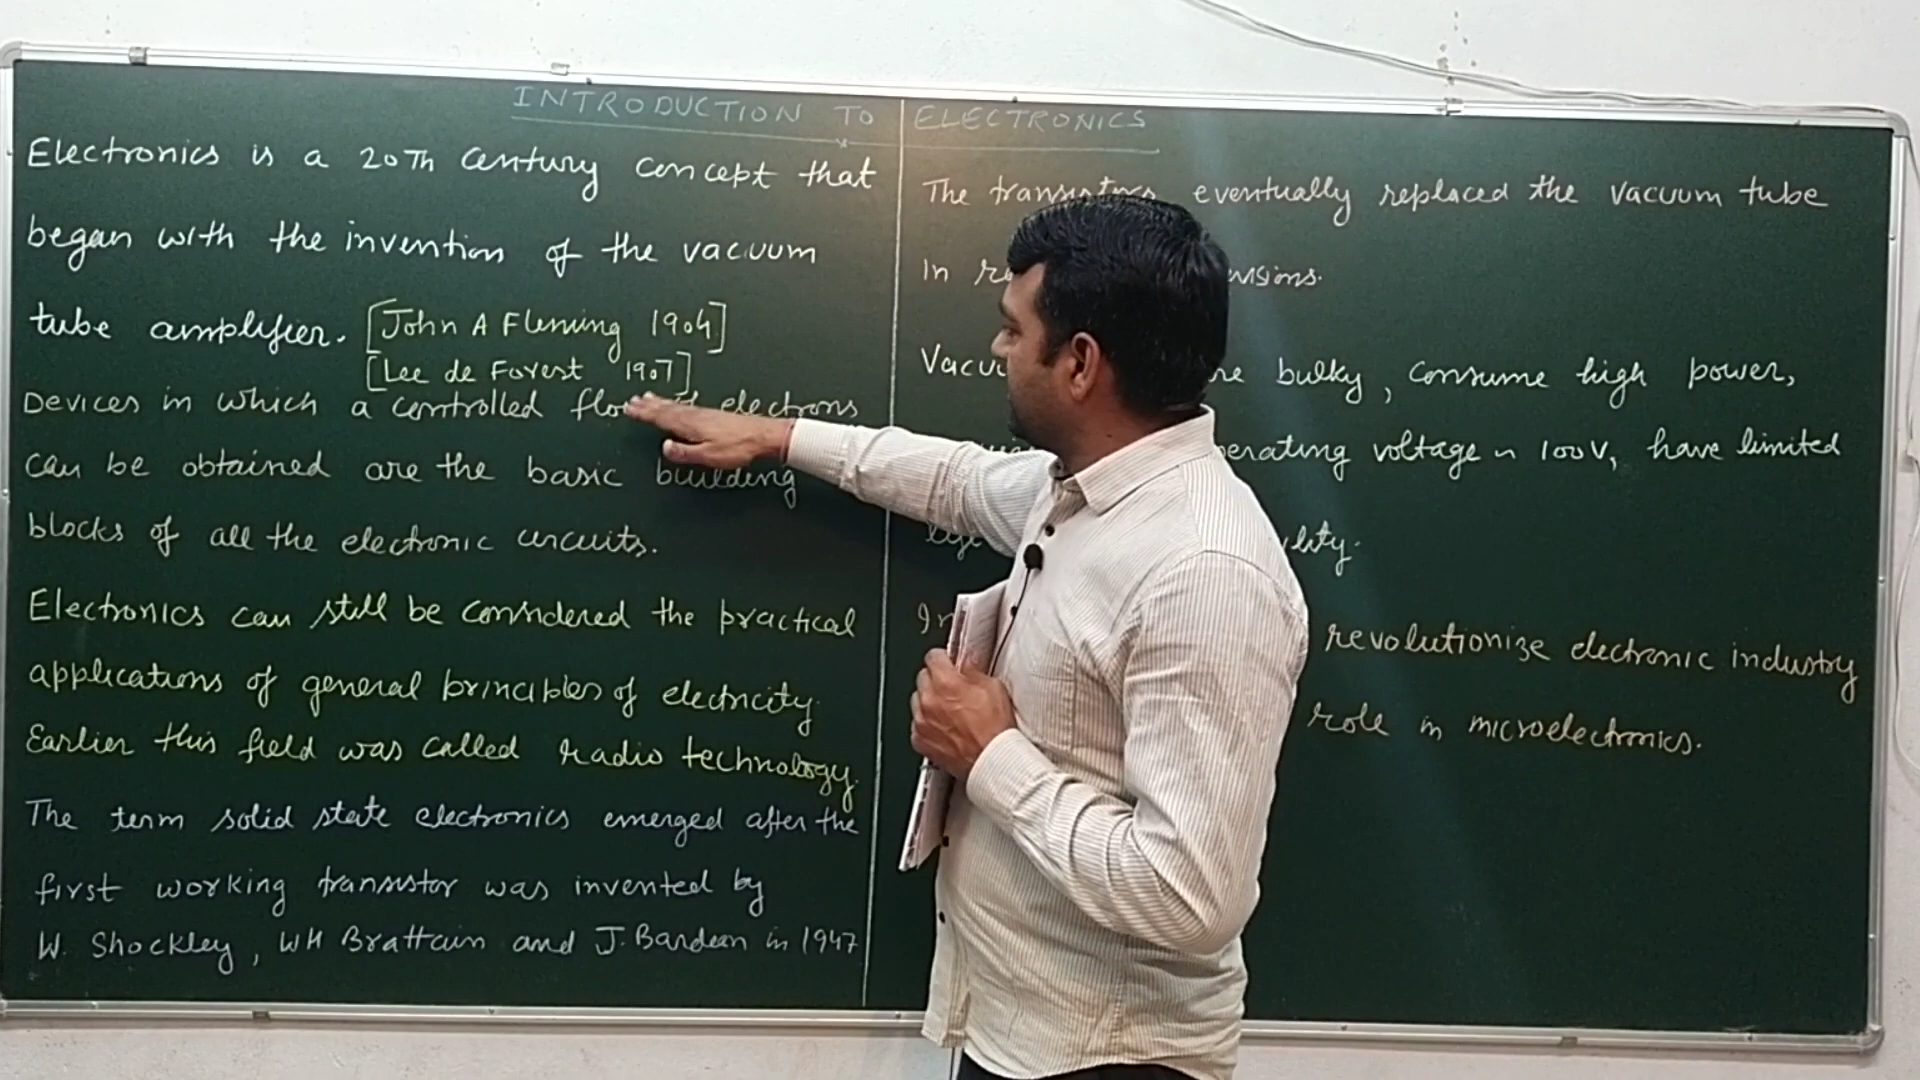 INTRODUCTION TO ELECTRONICS
Electronics is a 20Th Century concept that
began with the invention of the vacuum
tube amplifier. [John A Fleming 1904]
[Lee de Forest 1907]
Devices in which a controlled electrons
can be obtained are the basic building
blocks of all the electronic circuits.
Electronics can still be considered the practical
applications of general principles of electricity.
Earlier this field was called radio technology.
The term solid state electronics emerged after the
first working transistor was invented by
W. Shockley, WH Brattain and J. Bardeen in 1947
The transistors eventually replaced the vacuum tube
In
bulky, consume high power,
voltage ~ 100V, have limited
revolutionize electronic industry
role in microelectronics.